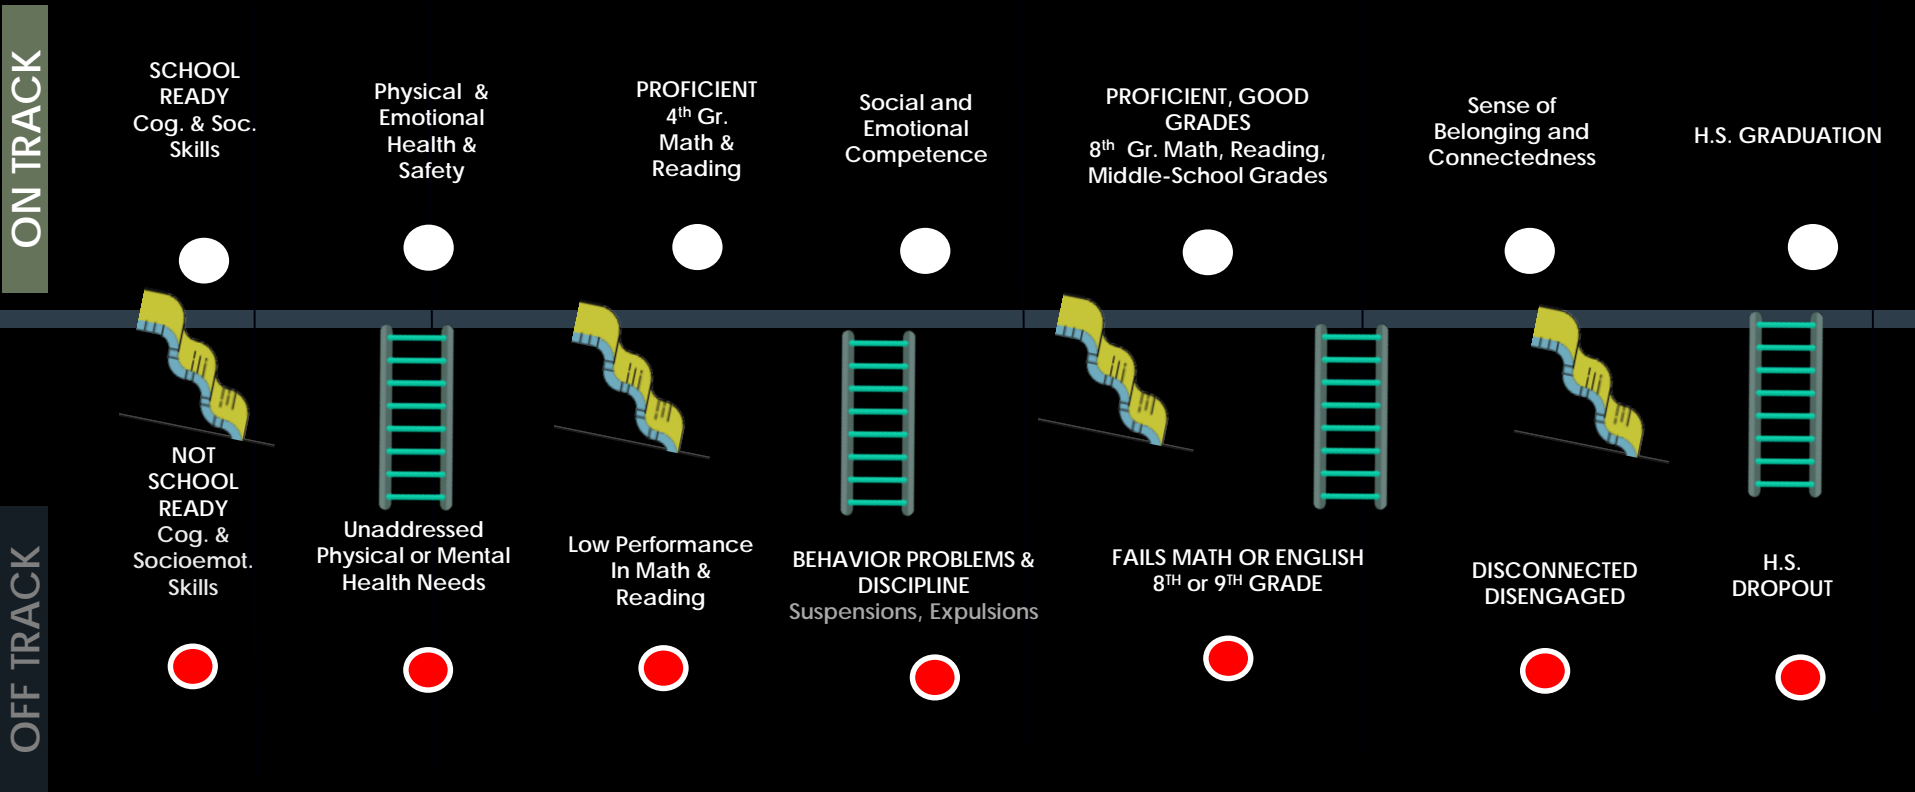 ON TRACK
SCHOOL
READY
Cog. & Soc.
Skills
Physical &
Emotional
Health &
Safety
PROFICIENT
4th Gr.
Math &
Reading
Social and
Emotional
Competence
PROFICIENT, GOOD
GRADES
8th Gr. Math, Reading,
Middle-School Grades
Sense of
Belonging and
Connectedness
H.S. GRADUATION
OFF TRACK
NOT
SCHOOL
READY
Cog. &
Socioemot.
Skills
Unaddressed
Physical or Mental
Health Needs
Low Performance
In Math &
Reading
BEHAVIOR PROBLEMS &
DISCIPLINE
Suspensions, Expulsions
FAILS MATH OR ENGLISH
8TH or 9TH GRADE
DISCONNECTED
DISENGAGED
H.S.
DROPOUT